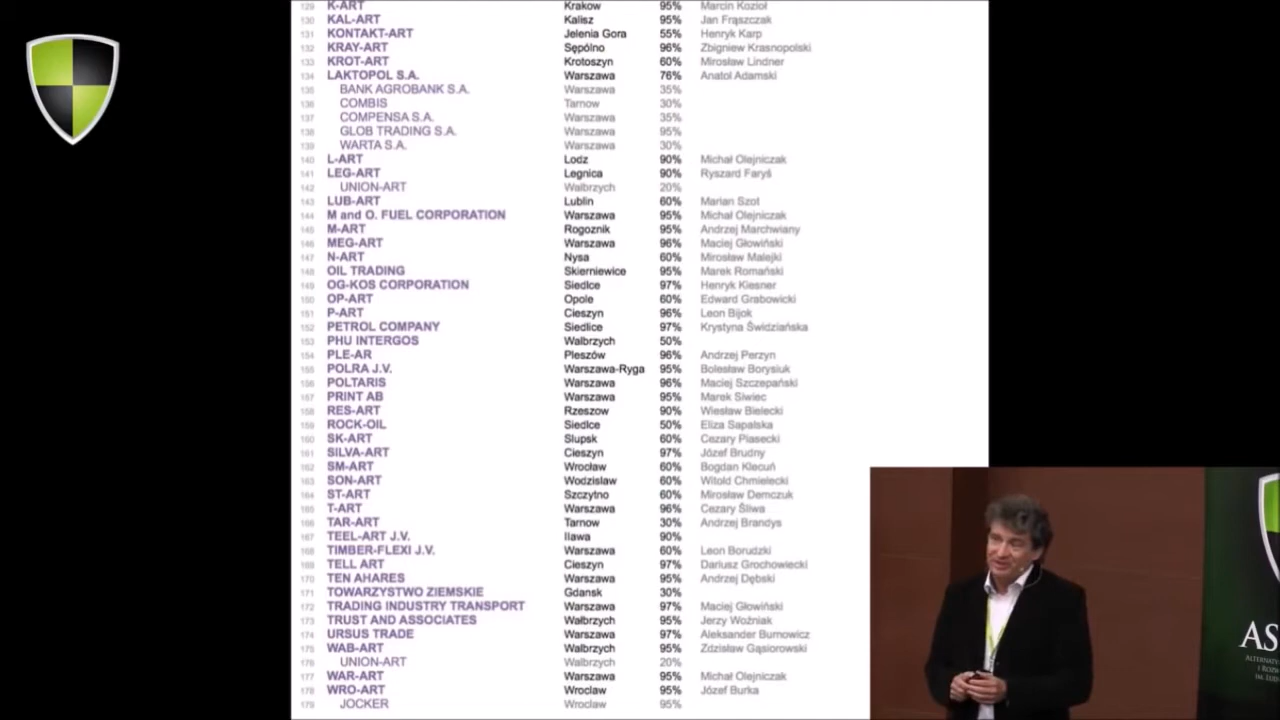 129 K-ART Krakow 95% Marcin Kozioł
130 KAL-ART Kalisz 95% Jan Frąszczak
131 KONTAKT-ART Jelenia Gora 55% Henryk Karp
132 KRAY-ART Sępólno 96% Zbigniew Krasnopolski
133 KROT-ART Krotoszyn 60% Mirosław Lindner
134 LAKTOPOL S.A. Warszawa 76% Anatol Adamski
135 BANK AGROBANK S.A. Warszawa 35%
136 COMBIS Tarnow 30%
137 COMPENSA S.A. Warszawa 35%
138 GLOB TRADING S.A. Warszawa 95%
139 WARTA S.A. Warszawa 30%
140 L-ART Lodz 90% Michał Olejniczak
141 LEG-ART Legnica 90% Ryszard Faryś
142 UNION-ART Walbrzych 20%
143 LUB-ART Lublin 60% Marian Szot
144 M and O. FUEL CORPORATION Warszawa 95% Michał Olejniczak
145 M-ART Rogoznik 95% Andrzej Marchwiany
146 MEG-ART Warszawa 96% Maciej Głowiński
147 N-ART Nysa 60% Mirosław Malejki
148 OIL TRADING Skierniewice 95% Marek Romański
149 OG-KOS CORPORATION Siedlce 97% Henryk Kiesner
150 OP-ART Opole 60% Edward Grabowicki
151 P-ART Cieszyn 96% Leon Bijok
152 PETROL COMPANY Siedlice 97% Krystyna Świdziańska
153 PHU INTERGOS Walbrzych 50%
154 PLE-AR Pleszów 96% Andrzej Perzyn
155 POLRA J.V. Warszawa-Ryga 95% Bolesław Borysiuk
156 POLTARIS Warszawa 96% Maciej Szczepański
157 PRINT AB Warszawa 95% Marek Siwiec
158 RES-ART Rzeszow 90% Wiesław Bielecki
159 ROCK-OIL Siedlce 50% Eliza Sapalska
160 SK-ART Slupsk 60% Cezary Piasecki
161 SILVA-ART Cieszyn 97% Józef Brudny
162 SM-ART Wrocław 60% Bogdan Klecuń
163 SON-ART Wodzislaw 60% Witold Chmielecki
164 ST-ART Szczytno 60% Mirosław Demczuk
165 T-ART Warszawa 96% Cezary Śliwa
166 TAR-ART Tarnow 30% Andrzej Brandys
167 TEEL-ART J.V. Ilawa 90%
168 TIMBER-FLEXI J.V. Warszawa 60% Leon Borudzki
169 TELL ART Cieszyn 97% Dariusz Grochowiecki
170 TEN AHARES Warszawa 95% Andrzej Dębski
171 TOWARZYSTWO ZIEMSKIE Gdansk 30%
172 TRADING INDUSTRY TRANSPORT Warszawa 97% Maciej Głowiński
173 TRUST AND ASSOCIATES Wałbrzych 95% Jerzy Woźniak
174 URSUS TRADE Warszawa 97% Aleksander Burnowicz
175 WAB-ART Walbrzych 95% Zdzisław Gąsiorowski
176 UNION-ART Walbrzych 20%
177 WAR-ART Warszawa 95% Michał Olejniczak
178 WRO-ART Wroclaw 95% Józef Burka
179 JOCKER Wroclaw 95%
AS